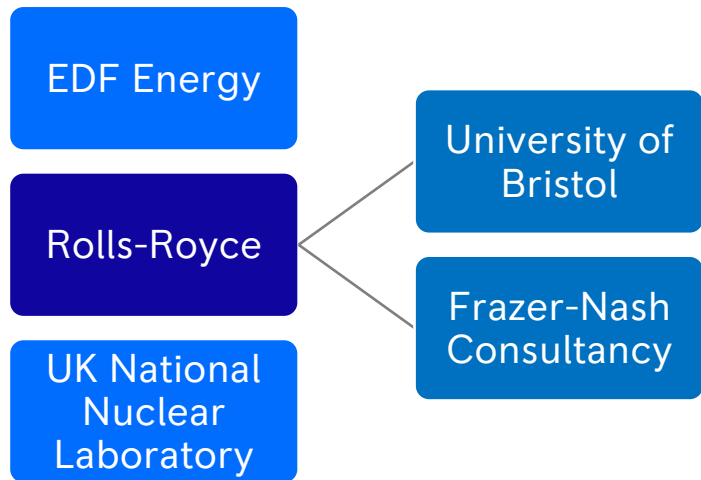 EDF Energy
Rolls-Royce
UK National
Nuclear
Laboratory
University of
Bristol
Frazer-Nash
Consultancy